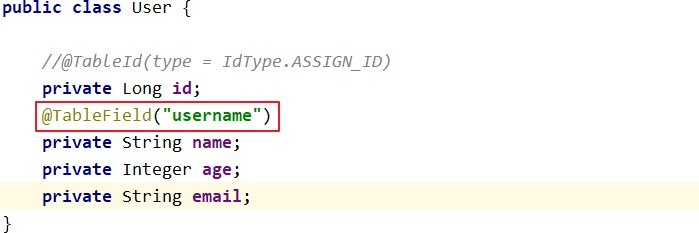 public class User {
//@TableId(type = IdType.ASSIGN_ID)
private Long id;
@TableField("username")
private String name;
private Integer age;
private String email;
}